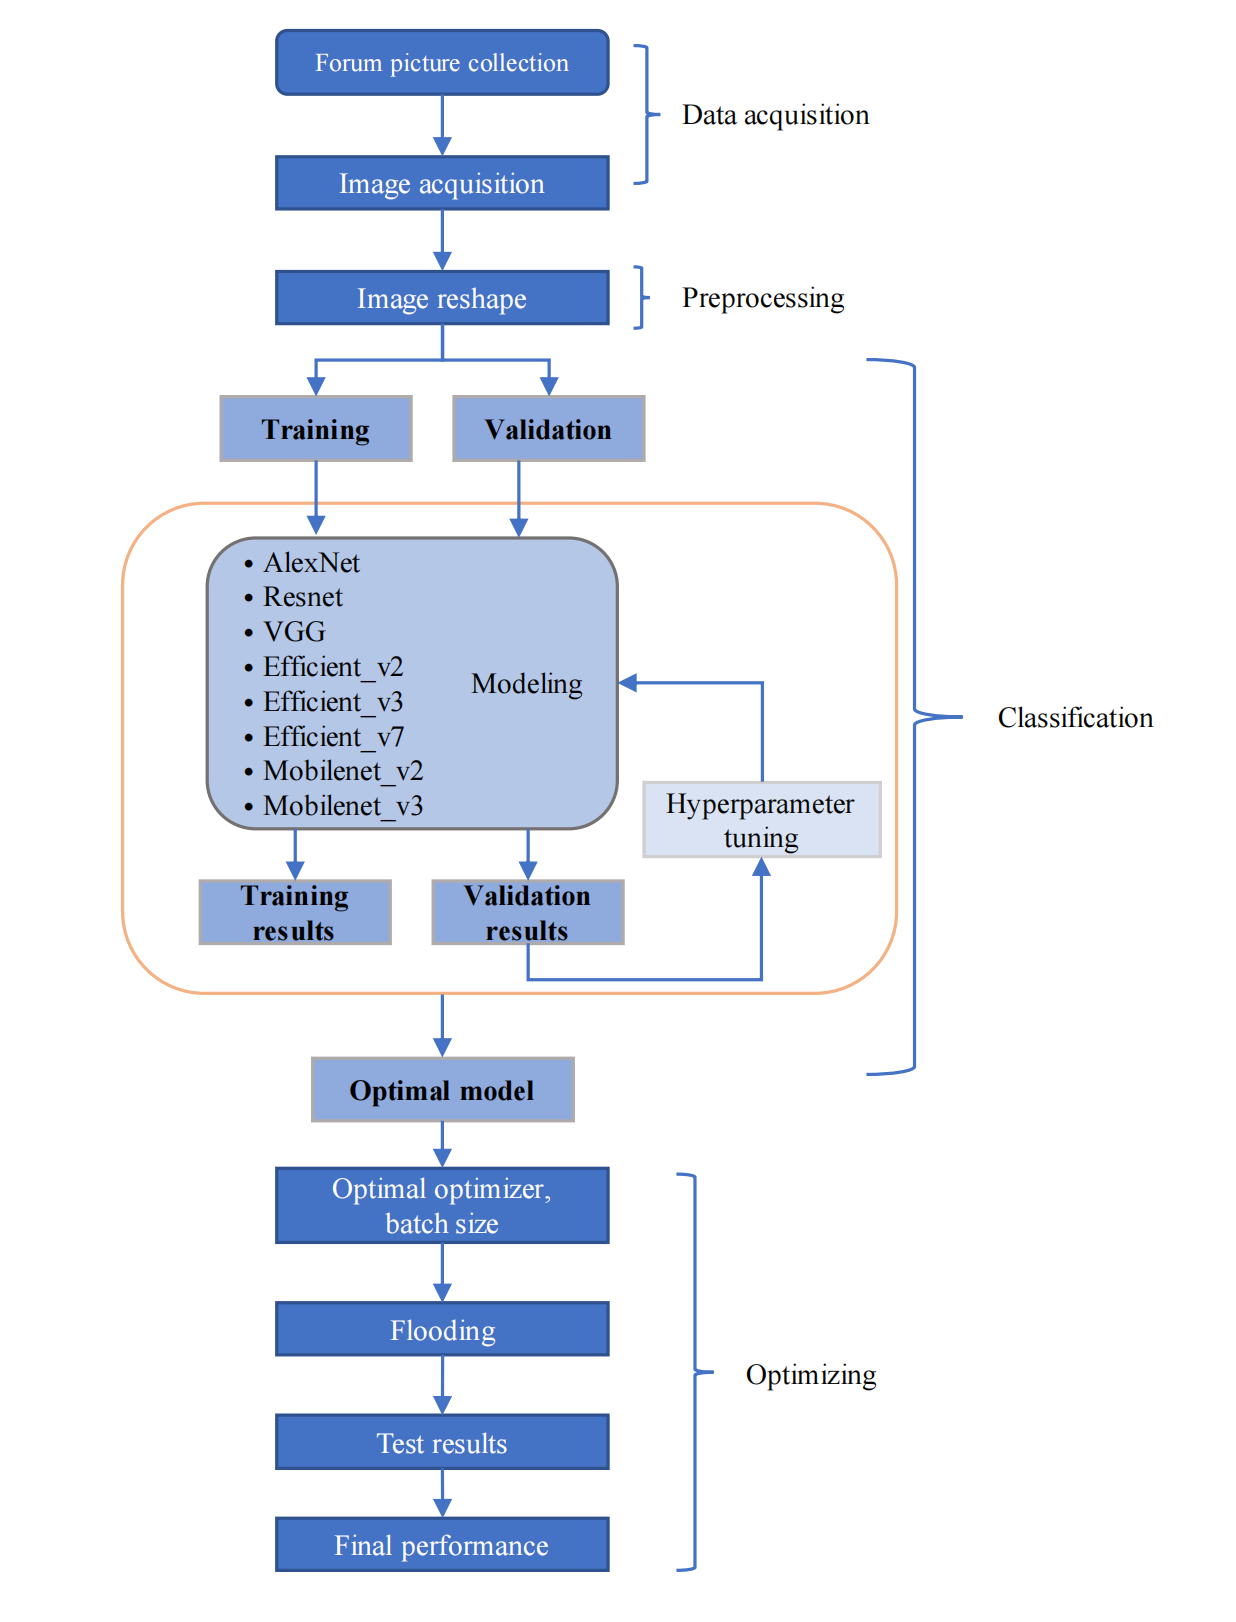 Forum picture collection
Data acquisition
Image acquisition
Image reshape
Preprocessing
Training
Validation
• AlexNet
• Resnet
• VGG
• Efficient_v2
• Efficient_v3
• Efficient_v7
• Mobilenet_v2
• Mobilenet_v3
Modeling
Classification
Hyperparameter
tuning
Training
results
Validation
results
Optimal model
Optimal optimizer,
batch size
Flooding
Optimizing
Test results
Final performance